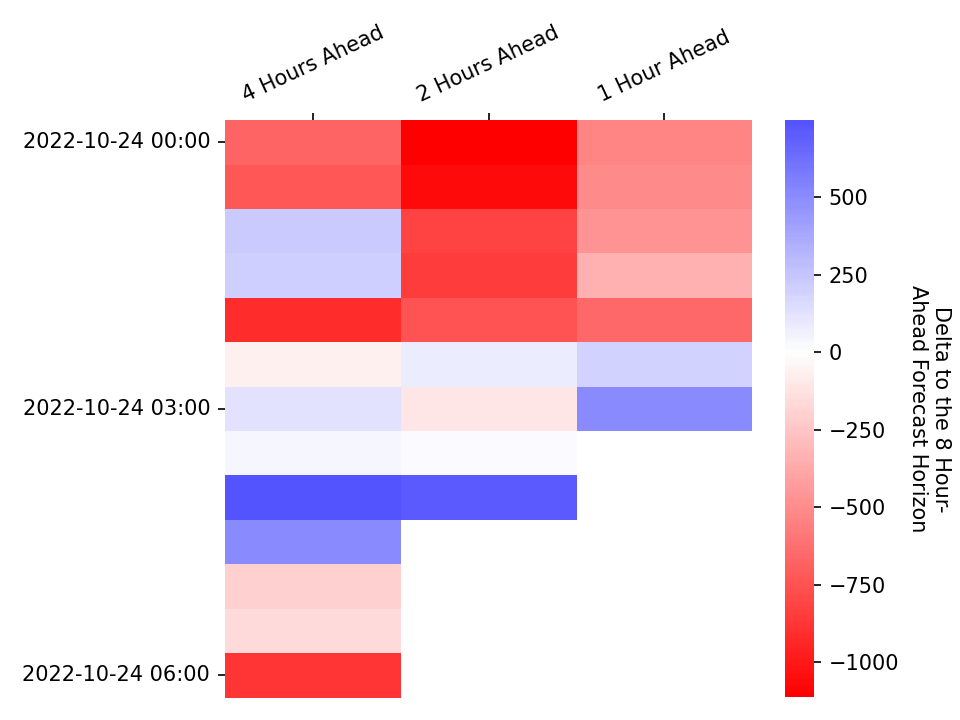 4 Hours Ahead
2 Hours Ahead
1 Hour Ahead
2022-10-24 00:00
2022-10-24 03:00
2022-10-24 06:00
500
250
0
−250
−500
−750
−1000
Delta to the 8 Hour-
Ahead Forecast Horizon